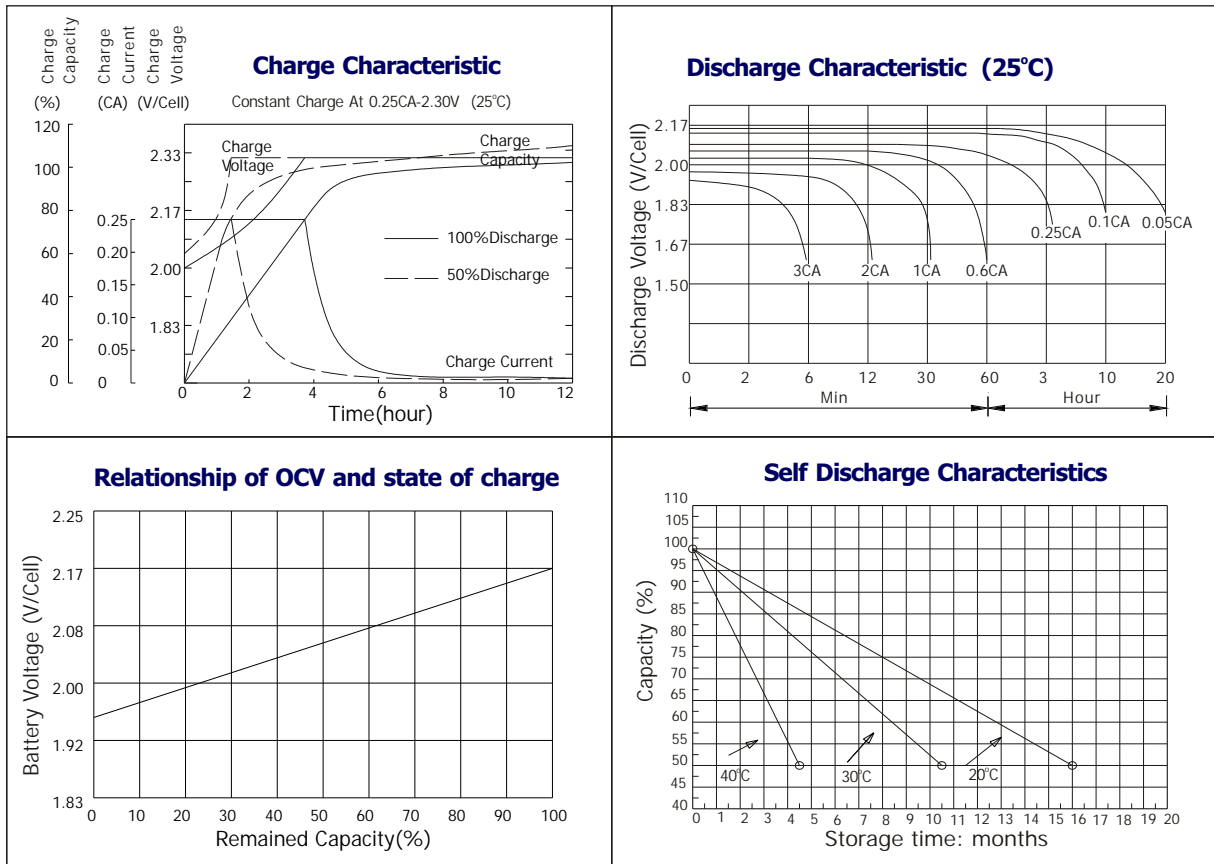 Charge Capacity
Charge Current
Charge Voltage
Charge Characteristic
(%) (CA) (V/Cell) Constant Charge At 0.25CA-2.30V (25°C)
120
100
80
60
40
20
0
0.25
0.20
0.15
0.10
0.05
0
2.33
2.17
2.00
1.83
Charge Voltage
Charge Capacity
100%Discharge
50%Discharge
Charge Current
0 2 4 6 8 10 12
Time(hour)
Discharge Characteristic (25°C)
Discharge Voltage (V/Cell)
2.17
2.00
1.83
1.67
1.50
3CA 2CA 1CA 0.6CA 0.25CA 0.1CA 0.05CA
0 2 6 12 30 60 3 10 20
Min Hour
Relationship of OCV and state of charge
Battery Voltage (V/Cell)
2.25
2.17
2.08
2.00
1.92
1.83
0 10 20 30 40 50 60 70 80 90 100
Remained Capacity(%)
Self Discharge Characteristics
Capacity (%)
110
105
100
95
90
85
80
75
70
65
60
55
50
45
40
40°C 30°C 20°C
0 1 2 3 4 5 6 7 8 9 10 11 12 13 14 15 16 17 18 19 20
Storage time: months